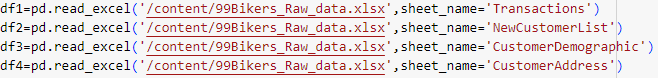 df1=pd.read_excel('/content/99Bikers_Raw_data.xlsx',sheet_name='Transactions')
df2=pd.read_excel('/content/99Bikers_Raw_data.xlsx',sheet_name='NewCustomerList')
df3=pd.read_excel('/content/99Bikers_Raw_data.xlsx',sheet_name='CustomerDemographic')
df4=pd.read_excel('/content/99Bikers_Raw_data.xlsx',sheet_name='CustomerAddress')